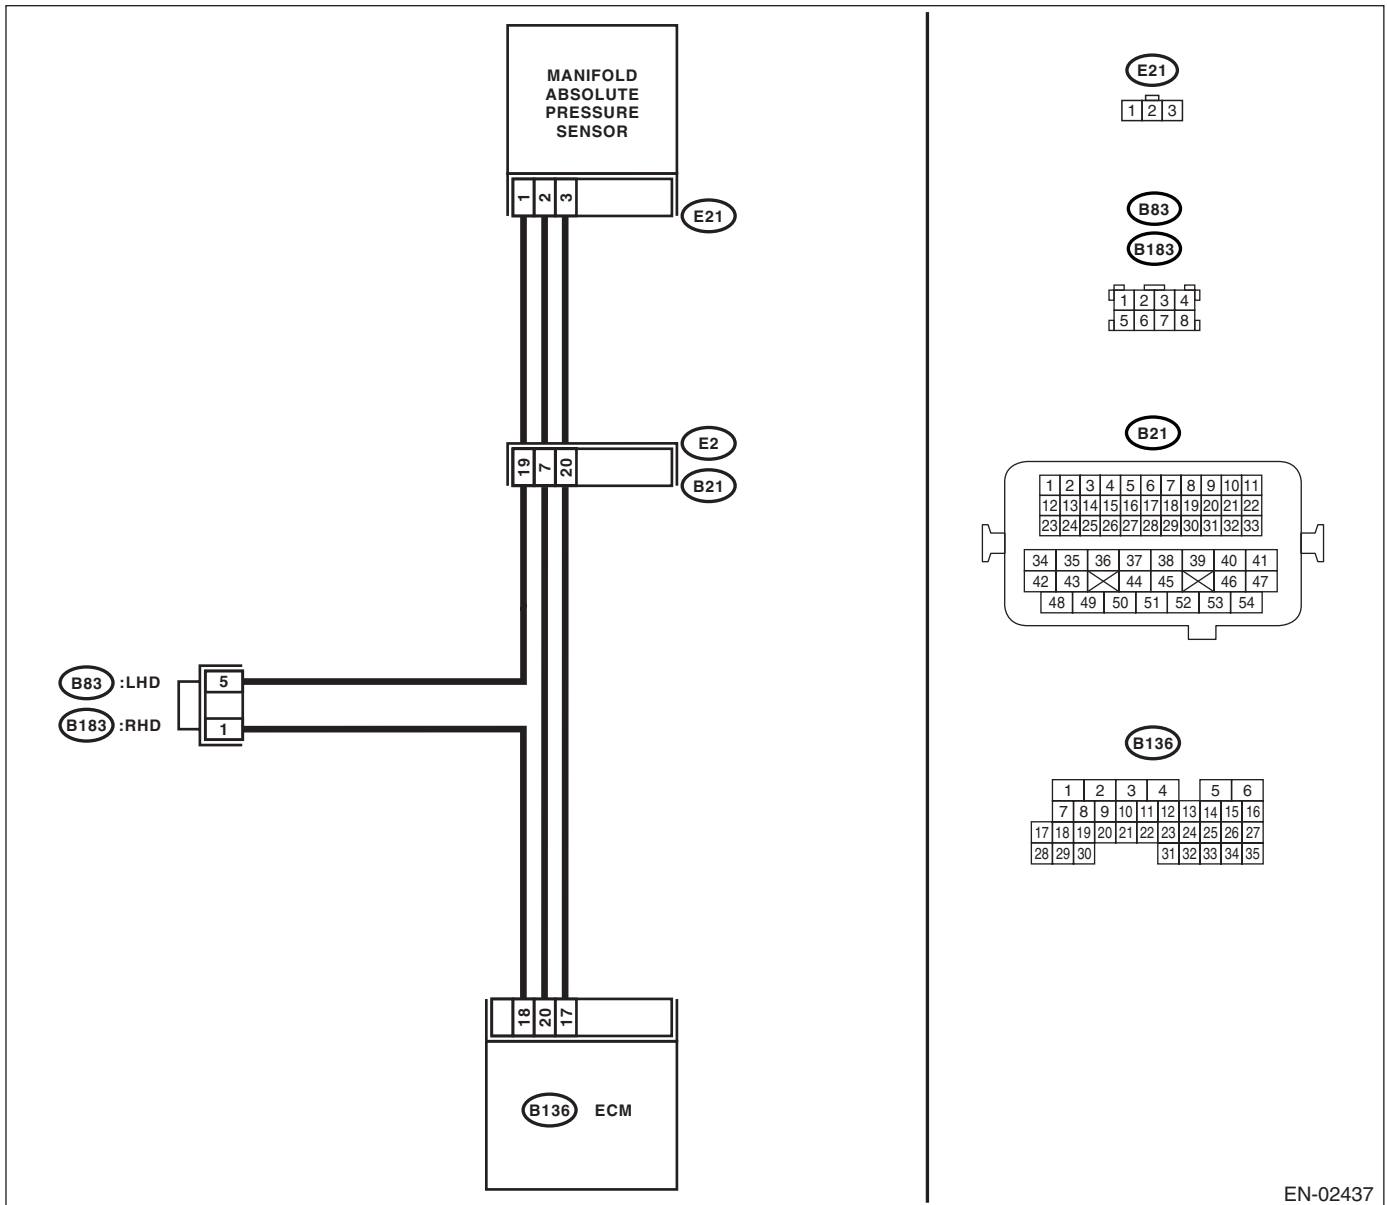 MANIFOLD
ABSOLUTE
PRESSURE
SENSOR
1 2 3
E21
E2
19 7 20
B21
B83 :LHD
5
B183 :RHD
1
18 20 17
B136 ECM
E21
1 2 3
B83
B183
1 2 3 4
5 6 7 8
B21
1 2 3 4 5 6 7 8 9 10 11
12 13 14 15 16 17 18 19 20 21 22
23 24 25 26 27 28 29 30 31 32 33
34 35 36 37 38 39 40 41
42 43 44 45 46 47
48 49 50 51 52 53 54
B136
1 2 3 4 5 6
7 8 9 10 11 12 13 14 15 16
17 18 19 20 21 22 23 24 25 26 27
28 29 30 31 32 33 34 35
EN-02437